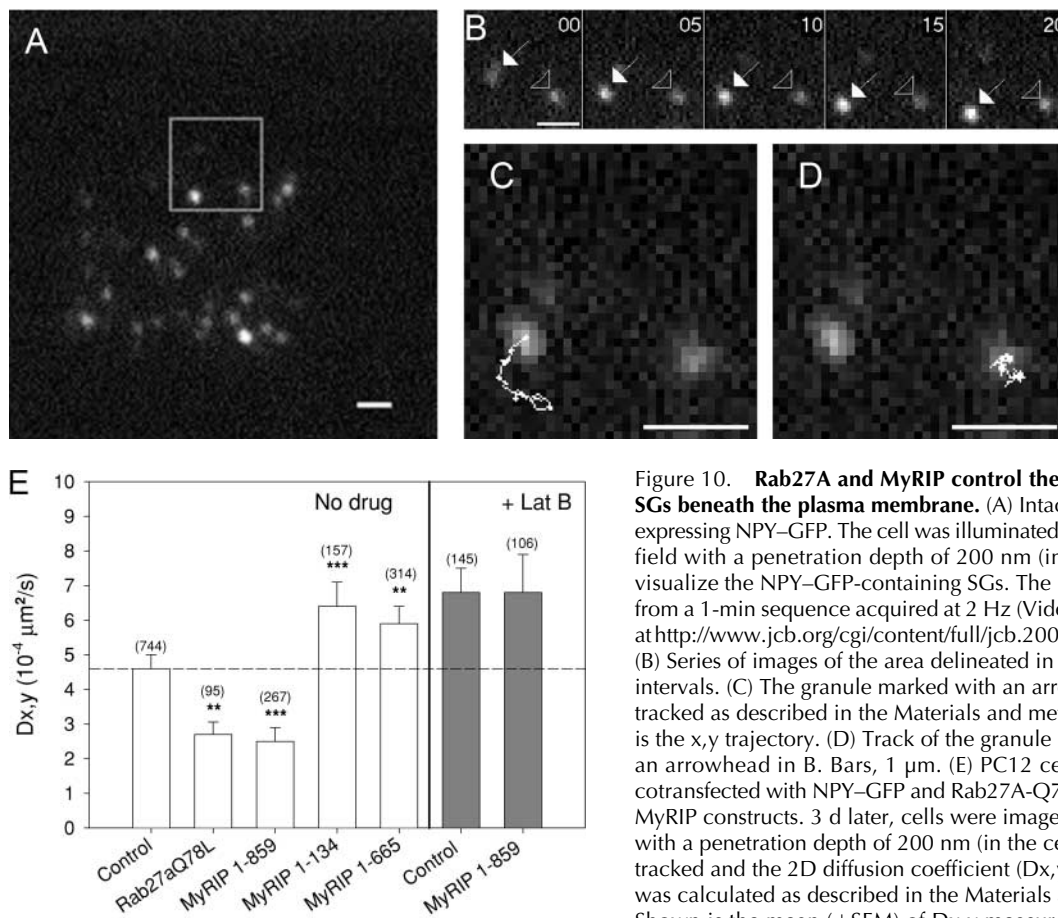 A
B
00
05
10
15
20
C
D
E
No drug
+ Lat B
Dx,y (10⁻⁴ µm²/s)
10
9
8
7
6
5
4
3
2
1
0
(744)
(95)
**
(267)
***
(157)
***
(314)
**
(145)
(106)
Control
Rab27aQ78L
MyRIP 1-859
MyRIP 1-134
MyRIP 1-665
Control
MyRIP 1-859
Figure 10. Rab27A and MyRIP control the
SGs beneath the plasma membrane. (A) Intac
expressing NPY–GFP. The cell was illuminated
field with a penetration depth of 200 nm (in
visualize the NPY–GFP-containing SGs. The
from a 1-min sequence acquired at 2 Hz (Vide
at http://www.jcb.org/cgi/content/full/jcb.200
(B) Series of images of the area delineated in
intervals. (C) The granule marked with an arr
tracked as described in the Materials and me
is the x,y trajectory. (D) Track of the granule
an arrowhead in B. Bars, 1 µm. (E) PC12 ce
cotransfected with NPY–GFP and Rab27A-Q7
MyRIP constructs. 3 d later, cells were image
with a penetration depth of 200 nm (in the ce
tracked and the 2D diffusion coefficient (Dx,y
was calculated as described in the Materials